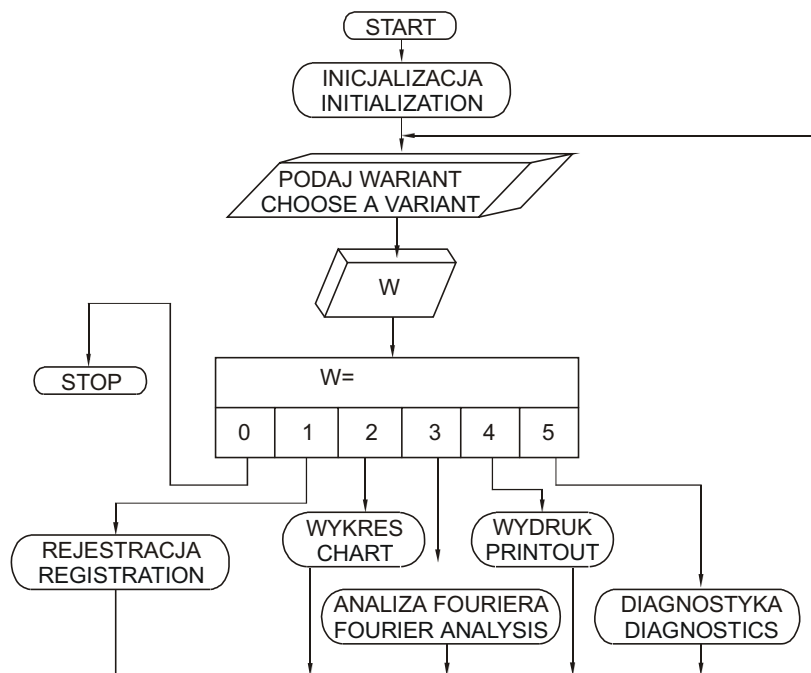 START
INICJALIZACJA
INITIALIZATION
PODAJ WARIANT
CHOOSE A VARIANT
W
STOP
W=
0 1 2 3 4 5
REJESTRACJA
REGISTRATION
WYKRES
CHART
WYDRUK
PRINTOUT
ANALIZA FOURIERA
FOURIER ANALYSIS
DIAGNOSTYKA
DIAGNOSTICS